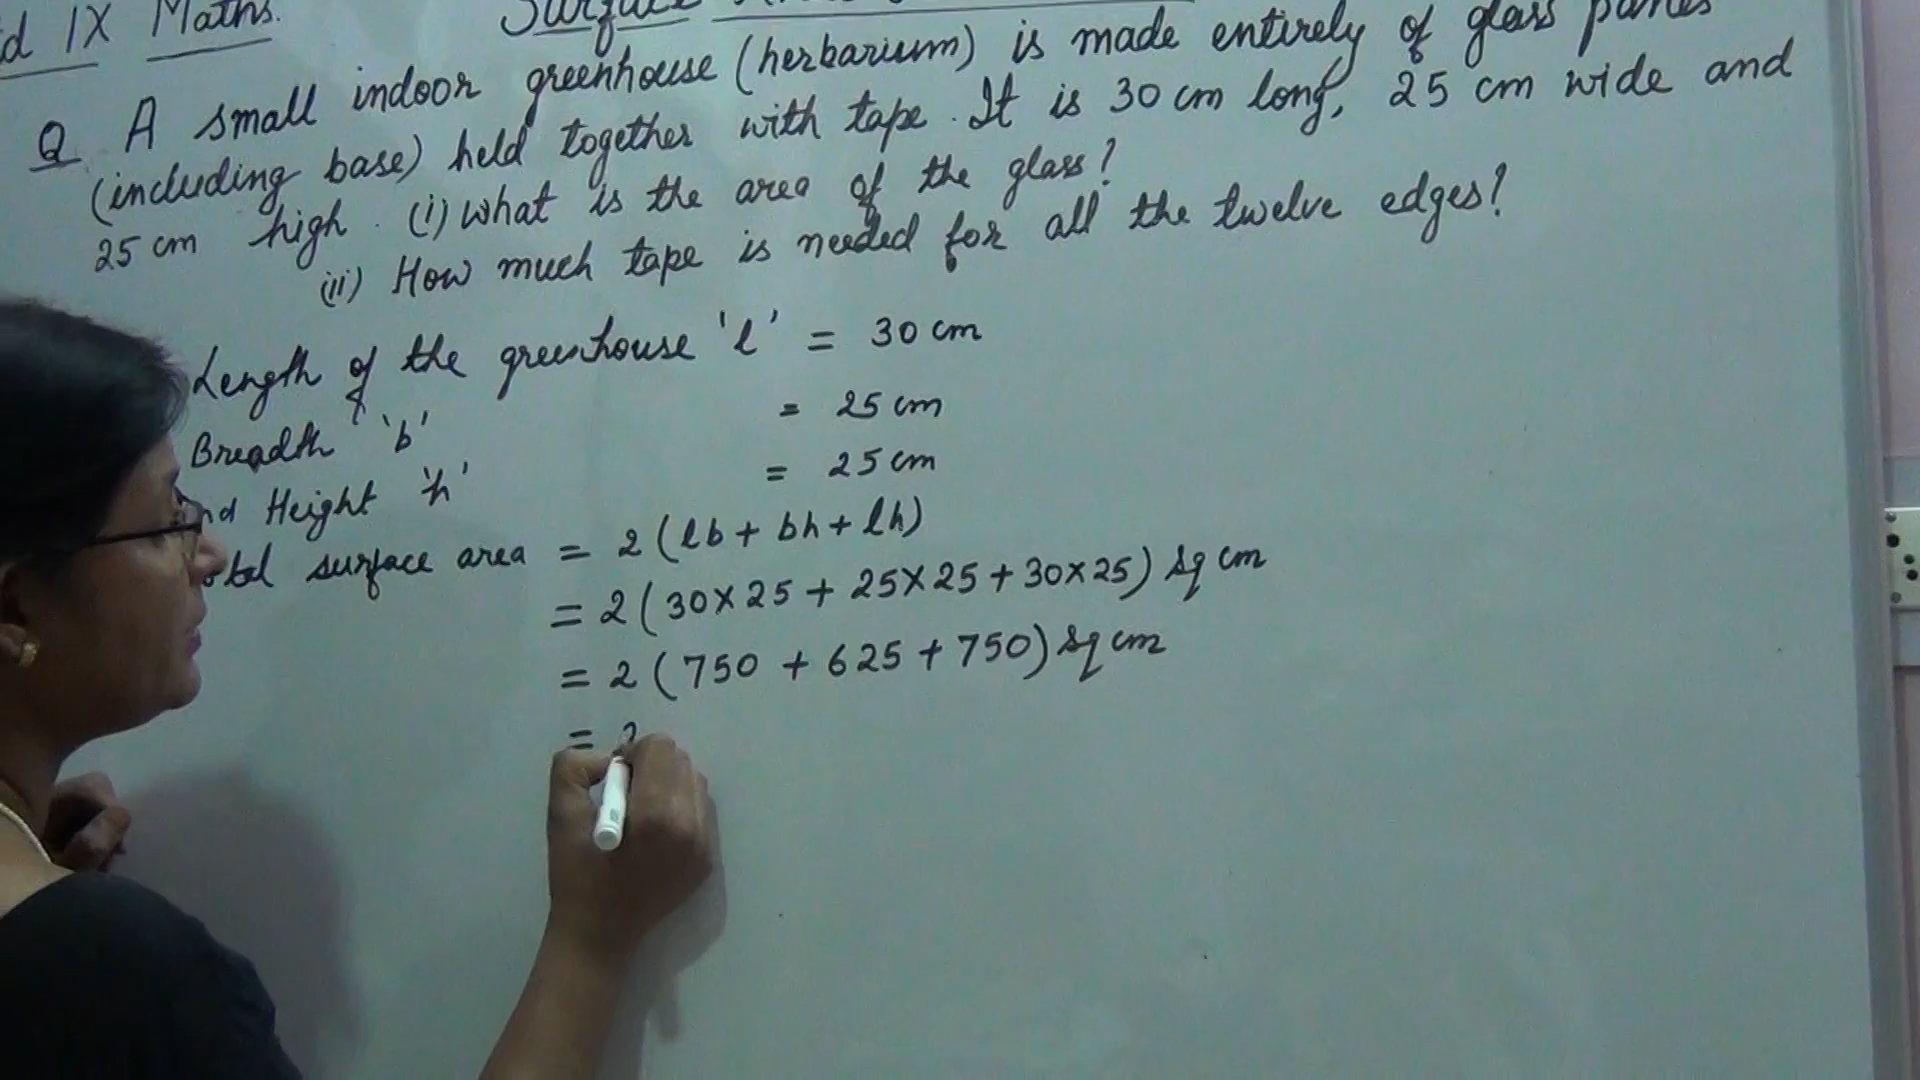 IX Maths.
Surface
Q A small indoor greenhouse (herbarium) is made entirely of glass panes
(including base) held together with tape. It is 30 cm long, 25 cm wide and
25 cm high. (i) What is the area of the glass?
(ii) How much tape is needed for all the twelve edges?
Length of the greenhouse 'l' = 30 cm
Breadth 'b' = 25 cm
Height 'h' = 25 cm
surface area = 2 (lb + bh + lh)
= 2 (30×25 + 25×25 + 30×25) sq cm
= 2 (750 + 625 + 750) sq cm
= 2